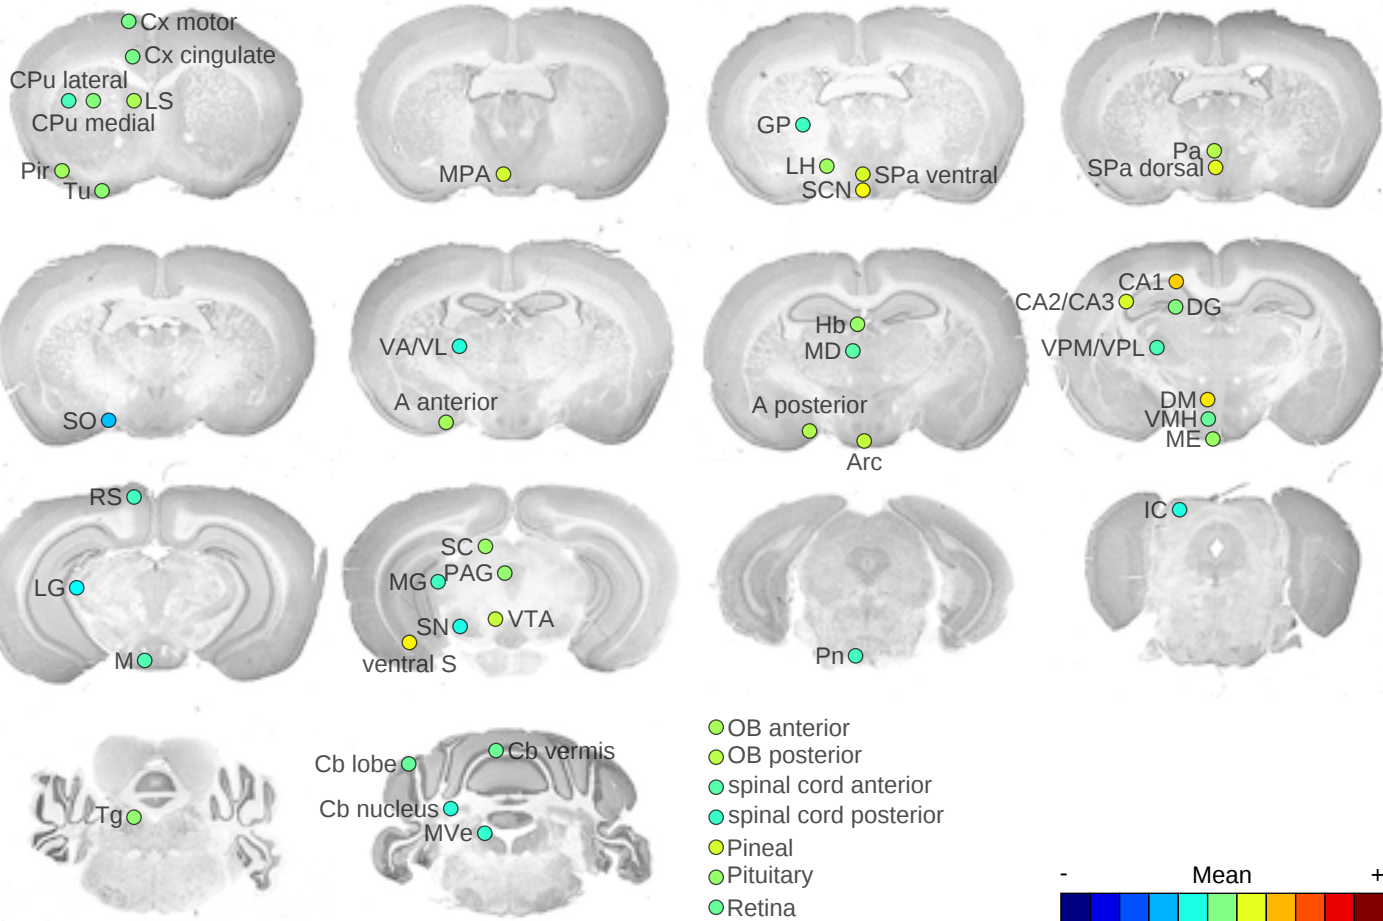 Cx motor
Cx cingulate
CPu lateral
LS
CPu medial
Pir
Tu
MPA
GP
LH
SPa ventral
SCN
Pa
SPa dorsal
SO
VA/VL
A anterior
Hb
MD
A posterior
Arc
CA1
CA2/CA3
DG
VPM/VPL
DM
VMH
ME
RS
LG
M
SC
PAG
MG
SN
VTA
ventral S
Pn
IC
Tg
Cb lobe
Cb vermis
Cb nucleus
MVe
OB anterior
OB posterior
spinal cord anterior
spinal cord posterior
Pineal
Pituitary
Retina
- Mean +